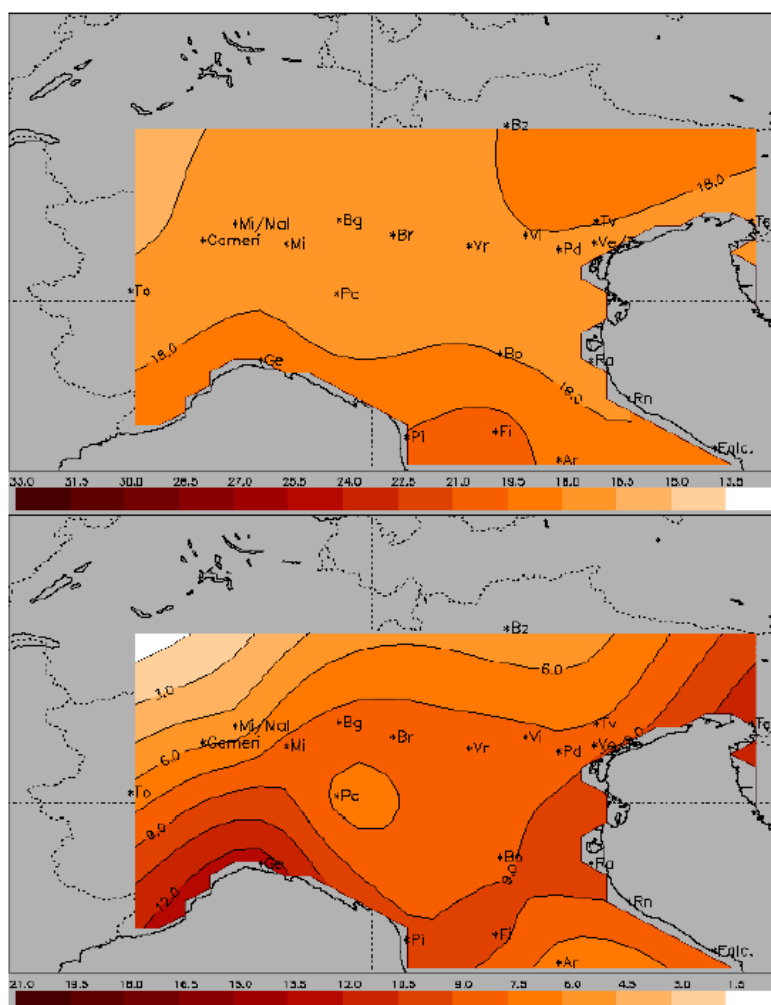 *Bz
18.0
*Mi/Mal *Bg *Tv *Te
*Cameri *Mi *Br *Vr *Vi *Pd
*To *Pc
18.0
*Ge *Bo *Ra
18.0 *Rn
*Pi *Fi
*Ar
33.0 31.5 30.0 28.5 27.0 25.5 24.0 22.5 21.0 19.5 18.0 16.5 15.0 13.5
*Bz
3.0 6.0
*Mi/Mal *Bg *Tv *Te
*Cameri *Mi *Br *Vr *Vi *Pd *Ve
6.0
*To *Pc
9.0
*Ge *Bo *Ra
9.0
12.0 *Rn
*Pi *Fi
*Ar
21.0 19.5 18.0 16.5 15.0 13.5 12.0 10.5 9.0 7.5 6.0 4.5 3.0 1.5